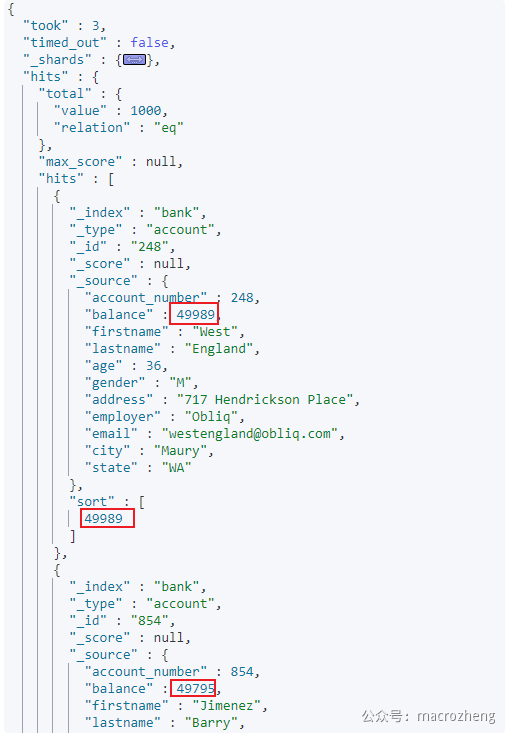 {
  "took" : 3,
  "timed_out" : false,
  "_shards" : {},
  "hits" : {
    "total" : {
      "value" : 1000,
      "relation" : "eq"
    },
    "max_score" : null,
    "hits" : [
      {
        "_index" : "bank",
        "_type" : "account",
        "_id" : "248",
        "_score" : null,
        "_source" : {
          "account_number" : 248,
          "balance" : 49989,
          "firstname" : "West",
          "lastname" : "England",
          "age" : 36,
          "gender" : "M",
          "address" : "717 Hendrickson Place",
          "employer" : "Obliq",
          "email" : "westengland@obliq.com",
          "city" : "Maury",
          "state" : "WA"
        },
        "sort" : [
          49989
        ]
      },
      {
        "_index" : "bank",
        "_type" : "account",
        "_id" : "854",
        "_score" : null,
        "_source" : {
          "account_number" : 854,
          "balance" : 49795,
          "firstname" : "Jimenez",
          "lastname" : "Barry",
公众号：macrozheng